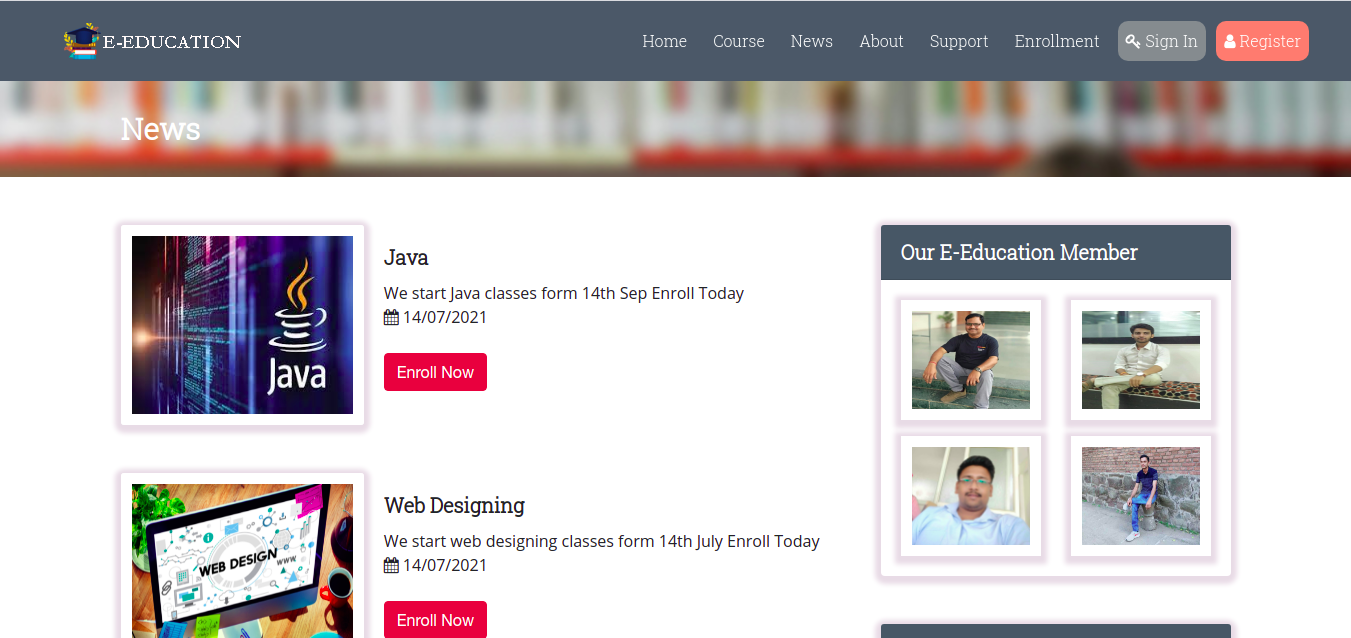 E-EDUCATION
Home Course News About Support Enrollment Sign In Register
News
Java
Java
We start Java classes form 14th Sep Enroll Today
14/07/2021
Enroll Now
WEB DESIGN
WWW
Web Designing
We start web designing classes form 14th July Enroll Today
14/07/2021
Enroll Now
Our E-Education Member